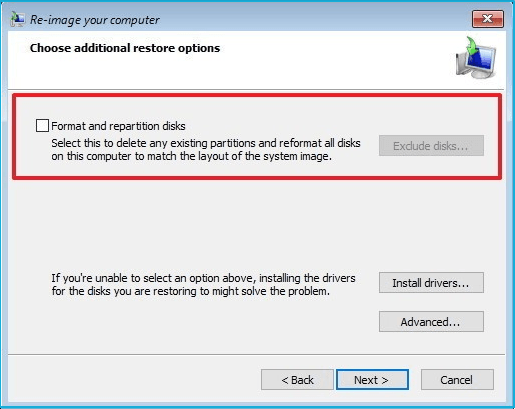 Re-image your computer
Choose additional restore options
Format and repartition disks
Select this to delete any existing partitions and reformat all disks
on this computer to match the layout of the system image.
Exclude disks...
If you're unable to select an option above, installing the drivers
for the disks you are restoring to might solve the problem.
Install drivers...
Advanced...
< Back
Next >
Cancel